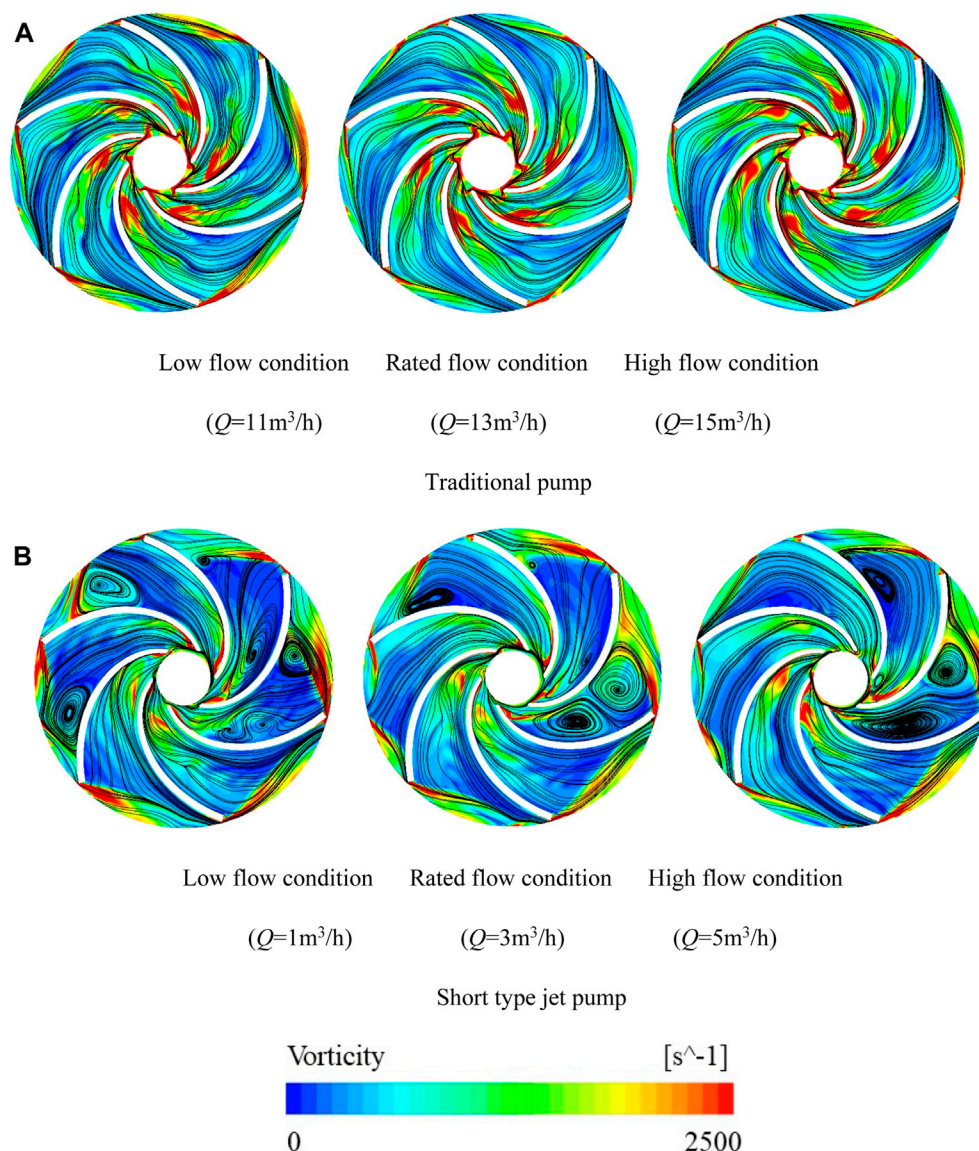 A
Low flow condition Rated flow condition High flow condition
(Q=11m³/h) (Q=13m³/h) (Q=15m³/h)
Traditional pump
B
Low flow condition Rated flow condition High flow condition
(Q=1m³/h) (Q=3m³/h) (Q=5m³/h)
Short type jet pump
Vorticity [s^-1]
0 2500